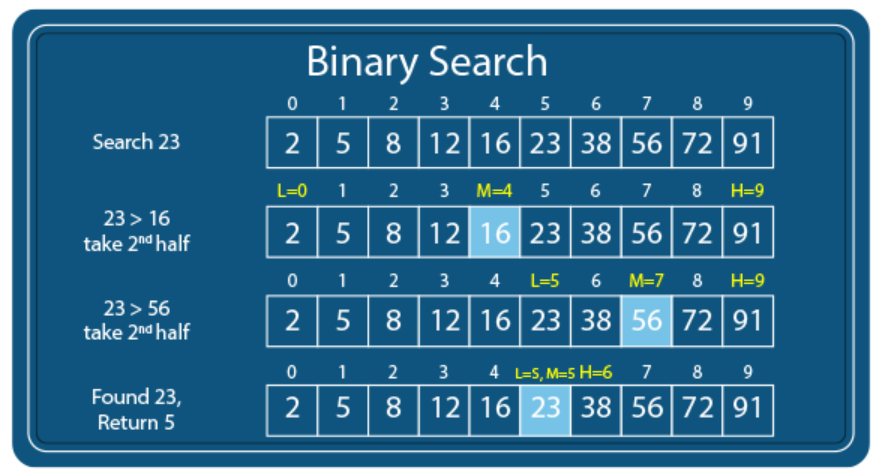 Binary Search
0 1 2 3 4 5 6 7 8 9
Search 23
2 5 8 12 16 23 38 56 72 91
L=0 1 2 3 M=4 5 6 7 8 H=9
23 > 16
take 2nd half
2 5 8 12 16 23 38 56 72 91
0 1 2 3 4 L=5 6 M=7 8 H=9
23 > 56
take 2nd half
2 5 8 12 16 23 38 56 72 91
0 1 2 3 4 L=5, M=5 H=6 7 8 9
Found 23,
Return 5
2 5 8 12 16 23 38 56 72 91